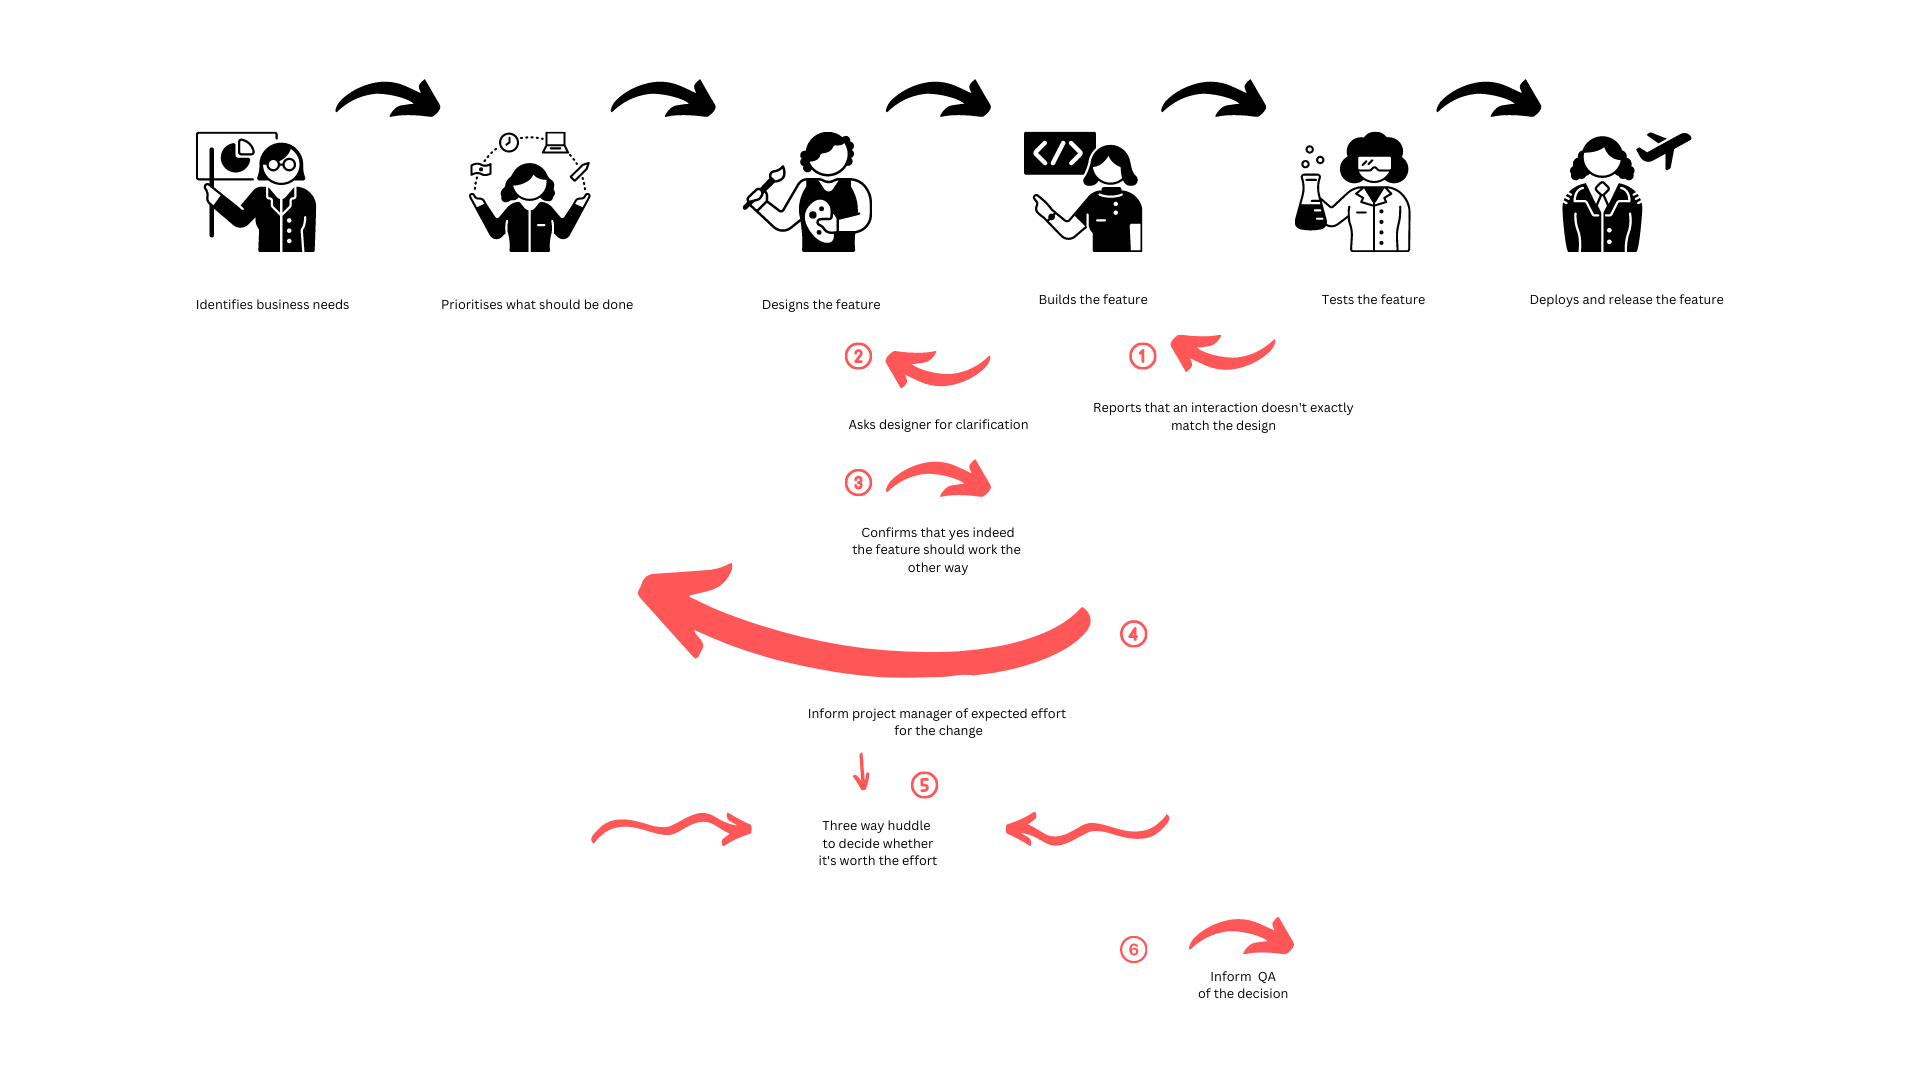 </>
Identifies business needs
Prioritises what should be done
Designs the feature
Builds the feature
Tests the feature
Deploys and release the feature
2
1
Reports that an interaction doesn't exactly
match the design
Asks designer for clarification
3
Confirms that yes indeed
the feature should work the
other way
4
Inform project manager of expected effort
for the change
5
Three way huddle
to decide whether
it's worth the effort
6
Inform QA
of the decision